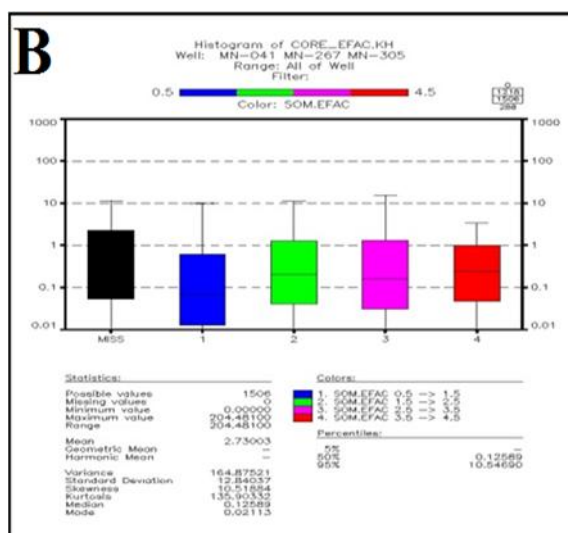 B
Histogram of CORE_EFAC.KH
Well: MN-041 MN-267 MN-305
Range: All of Well
Filter:
0.5 4.5
Color: SOM.EFAC
0
1218
1506
288
1000 1000
100 100
10 10
1 1
0.1 0.1
0.01 0.01
MISS 1 2 3 4
Statistics:
Possible values 1506
Missing values 0
Minimum value 0.00000
Maximum value 204.48100
Range 204.48100
Mean 2.73003
Geometric Mean –
Harmonic Mean –
Variance 164.87521
Standard Deviation 12.84037
Skewness 10.51884
Kurtosis 135.90332
Median 0.12589
Mode 0.02113
Colors:
1. SOM.EFAC 0.5 –> 1.5
2. SOM.EFAC 1.5 –> 2.5
3. SOM.EFAC 2.5 –> 3.5
4. SOM.EFAC 3.5 –> 4.5
Percentiles:
5% –
50% 0.12589
95% 10.54690